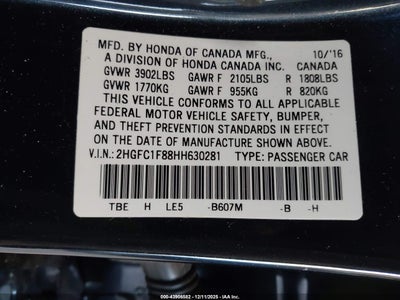 MFD. BY HONDA OF CANADA MFG., 10/'16
A DIVISION OF HONDA CANADA INC. CANADA
GVWR 3902LBS GAWR F 2105LBS R 1808LBS
GVWR 1770KG GAWR F 955KG R 820KG
THIS VEHICLE CONFORMS TO ALL APPLICABLE
FEDERAL MOTOR VEHICLE SAFETY, BUMPER,
AND THEFT PREVENTION STANDARDS IN EFFECT
ON THE DATE OF MANUFACTURE SHOWN ABOVE.
V.I.N.: 2HGFC1F88HH630281 TYPE: PASSENGER CAR
TBE H LE5 -B607M -B -H
000-43906582 - 12/11/2025 - IAA Inc.